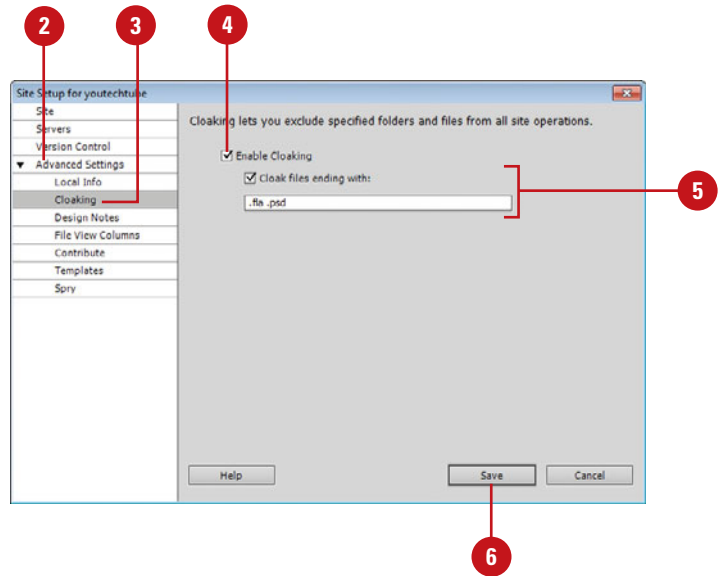 2
3
4
Site Setup for youtechtube
Site
Servers
Version Control
Advanced Settings
Local Info
Cloaking
Design Notes
File View Columns
Contribute
Templates
Spry
Cloaking lets you exclude specified folders and files from all site operations.
Enable Cloaking
Cloak files ending with:
.fla .psd
5
Help
Save
Cancel
6